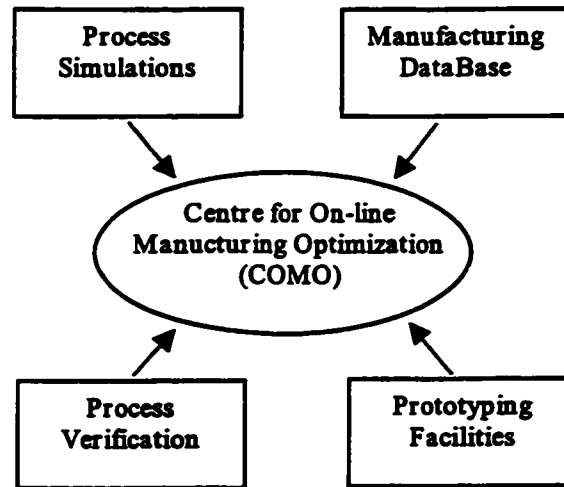 Process
Simulations
Manufacturing
DataBase
Centre for On-line
Manucturing Optimization
(COMO)
Process
Verification
Prototyping
Facilities